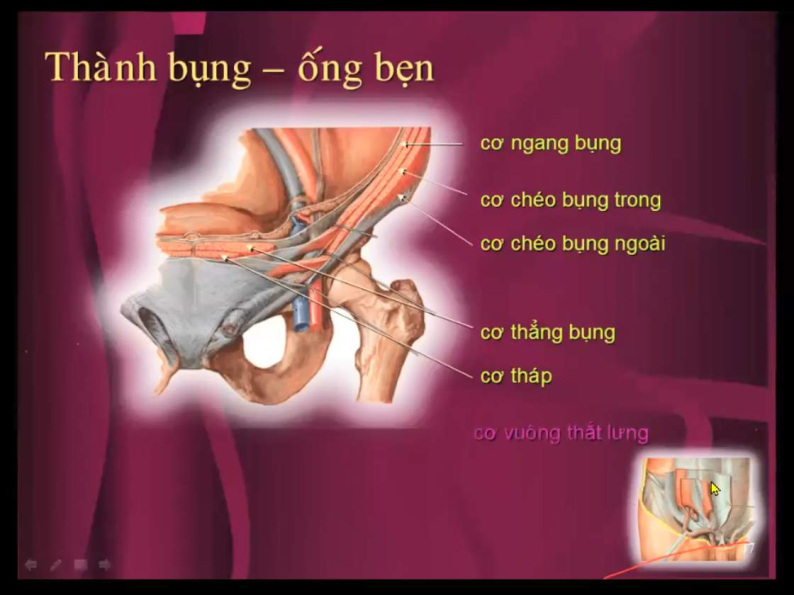 Thành bụng – ống bẹn
cơ ngang bụng
cơ chéo bụng trong
cơ chéo bụng ngoài
cơ thẳng bụng
cơ tháp
cơ vuông thắt lưng
17